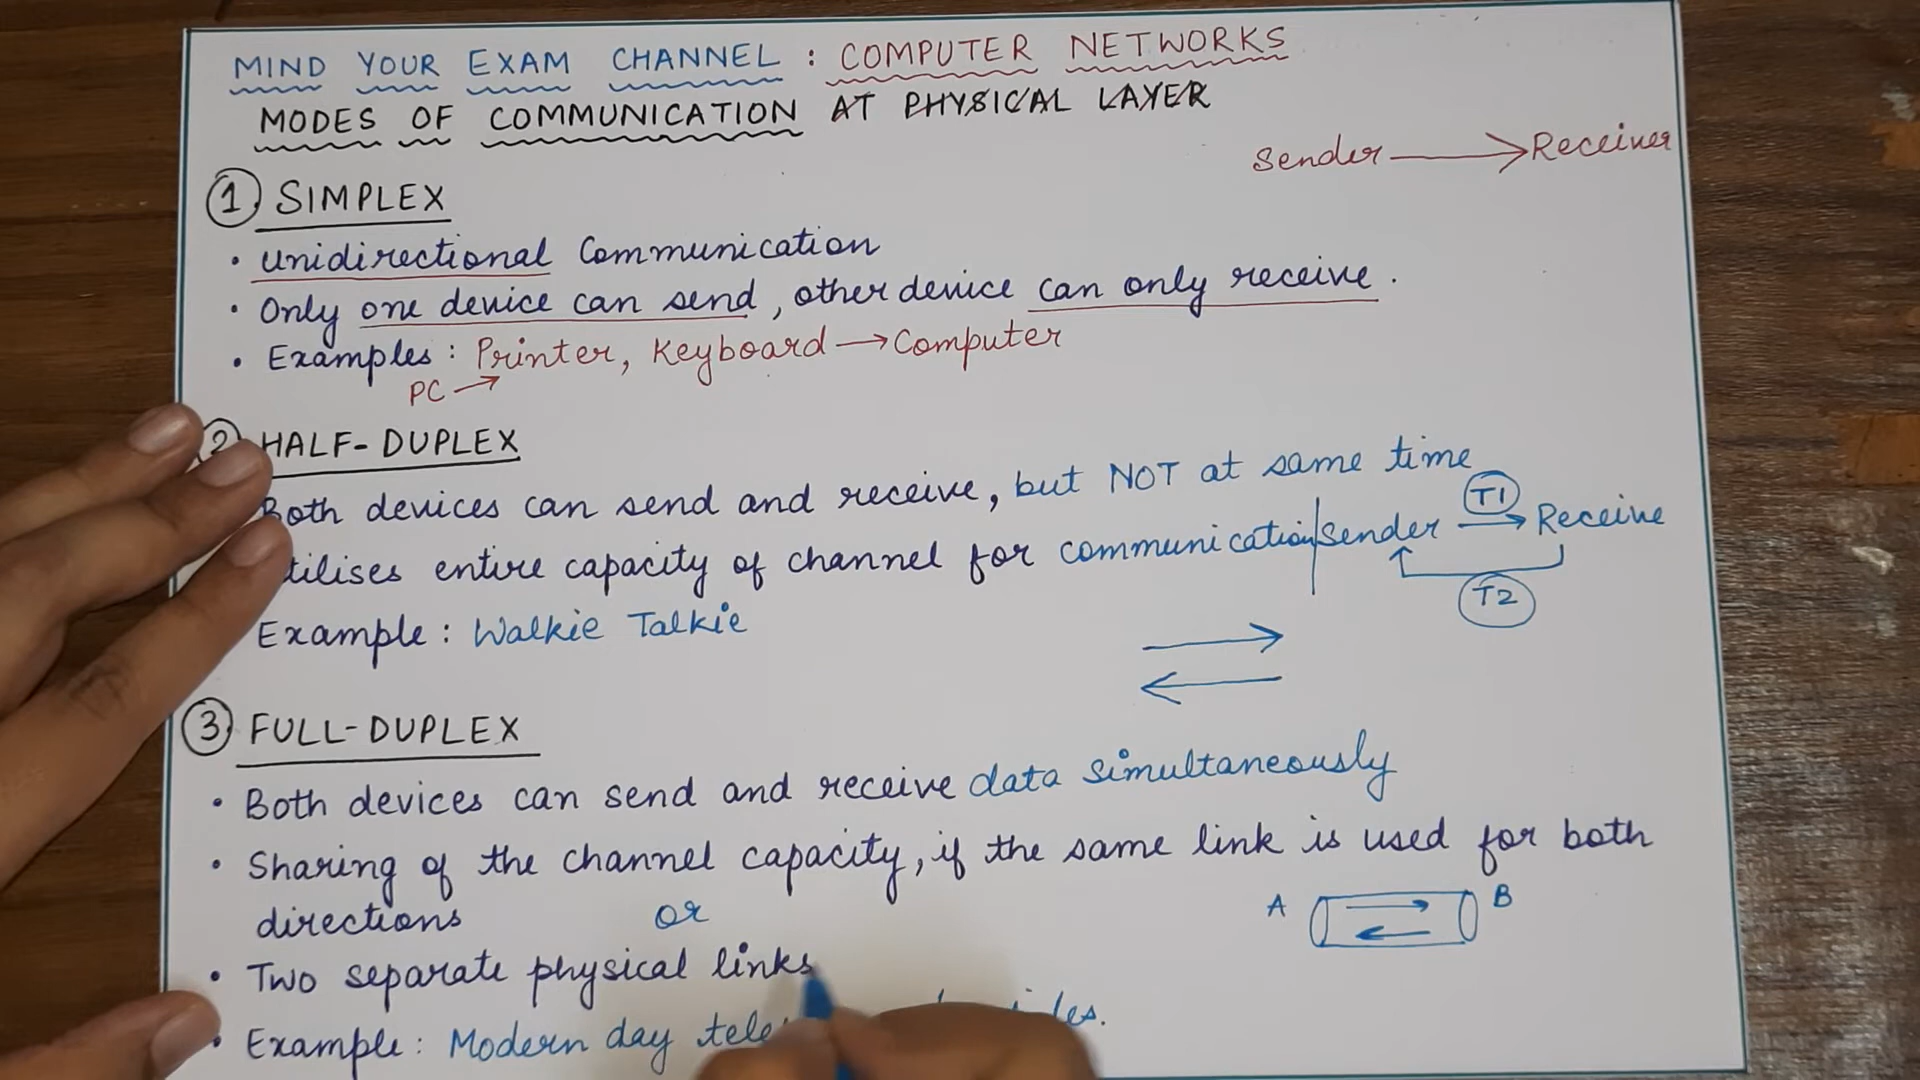 MIND YOUR EXAM CHANNEL : COMPUTER NETWORKS
MODES OF COMMUNICATION AT PHYSICAL LAYER
Sender → Receiver
1 SIMPLEX
• Unidirectional Communication
• Only one device can send, other device can only receive.
• Examples : Printer, Keyboard → Computer
PC →
2 HALF-DUPLEX
Both devices can send and receive, but NOT at same time
tilises entire capacity of channel for communication
Sender T1 → Receive
T2
Example : Walkie Talkie
3 FULL-DUPLEX
• Both devices can send and receive data simultaneously
• Sharing of the channel capacity, if the same link is used for both
directions or
A B
• Two separate physical links
• Example : Modern day tele